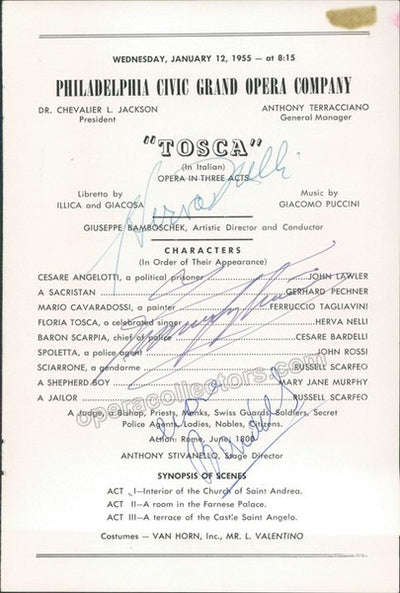 WEDNESDAY, JANUARY 12, 1955 — at 8:15
PHILADELPHIA CIVIC GRAND OPERA COMPANY
DR. CHEVALIER L. JACKSON
President
ANTHONY TERRACCIANO
General Manager
"TOSCA"
(In Italian)
OPERA IN THREE ACTS
Herva Nelli
Libretto by
ILLICA and GIACOSA
Music by
GIACOMO PUCCINI
GIUSEPPE BAMBOSCHEK, Artistic Director and Conductor
CHARACTERS
(In Order of Their Appearance)
CESARE ANGELOTTI, a political prisoner JOHN LAWLER
A SACRISTAN GERHARD PECHNER
MARIO CAVARADOSSI, a painter FERRUCCIO TAGLIAVINI
FLORIA TOSCA, a celebrated singer HERVA NELLI
BARON SCARPIA, chief of police CESARE BARDELLI
SPOLETTA, a police agent JOHN ROSSI
SCIARRONE, a gendarme RUSSELL SCARFEO
A SHEPHERD BOY MARY JANE MURPHY
A JAILOR RUSSELL SCARFEO
operacollectors.com
A Judge, a Bishop, Priests, Monks, Swiss Guards, Soldiers, Secret
Police Agent, Ladies, Nobles, Citizens.
Action: Rome, June, 1800
ANTHONY STIVANELLO, Stage Director
SYNOPSIS OF SCENES
ACT I—Interior of the Church of Saint Andrea.
ACT II—A room in the Farnese Palace.
ACT III—A terrace of the Castle Saint Angelo.
Costumes — VAN HORN, Inc., MR. L. VALENTINO